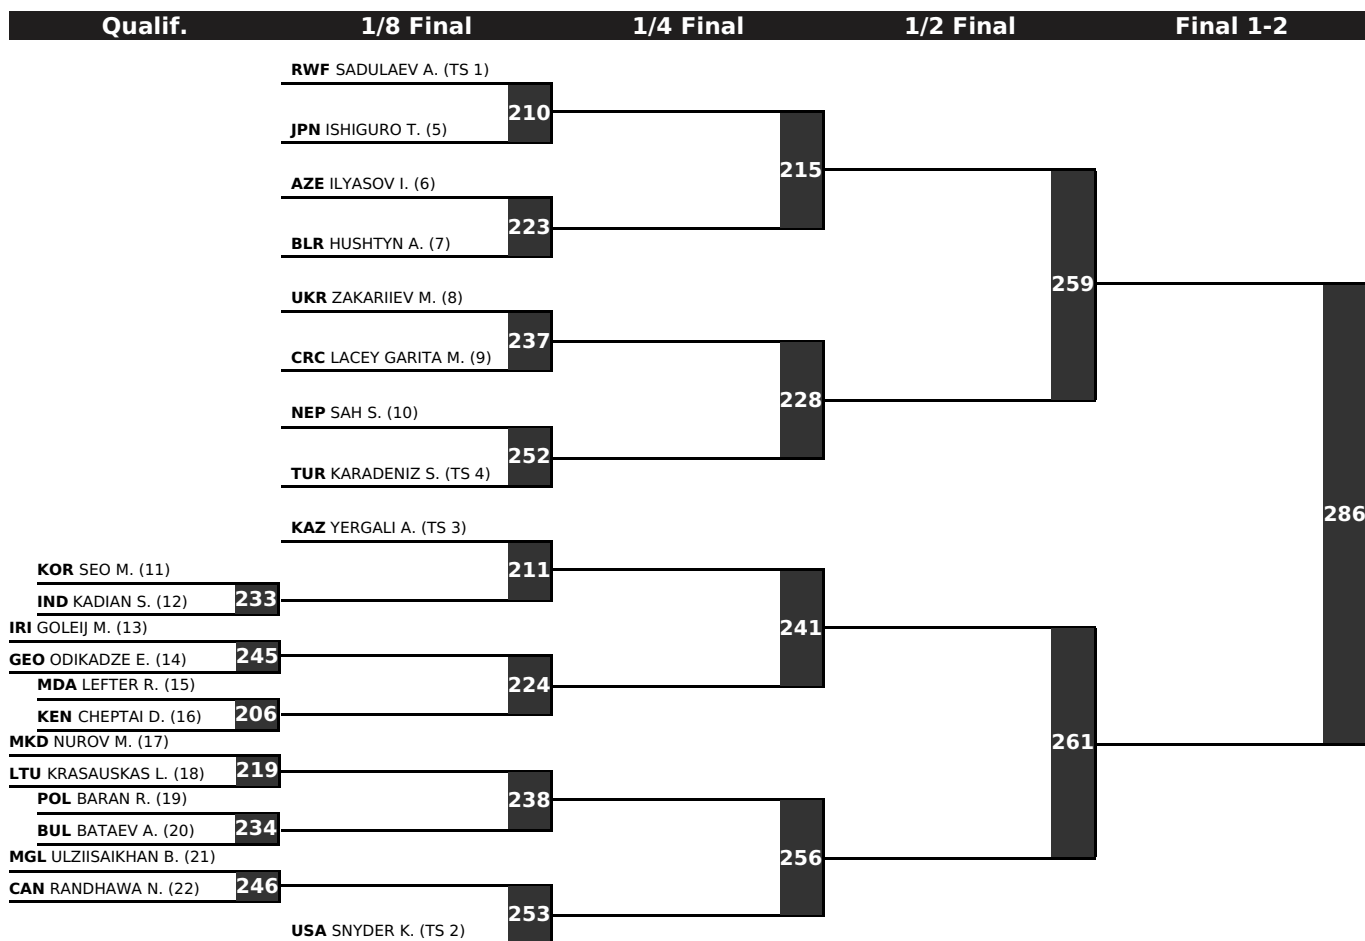 Qualif. 1/8 Final 1/4 Final 1/2 Final Final 1-2
RWF SADULAEV A. (TS 1)
210
JPN ISHIGURO T. (5)
215
AZE ILYASOV I. (6)
223
BLR HUSHTYN A. (7)
259
UKR ZAKARIIEV M. (8)
237
CRC LACEY GARITA M. (9)
228
NEP SAH S. (10)
252
TUR KARADENIZ S. (TS 4)
286
KAZ YERGALI A. (TS 3)
211
KOR SEO M. (11)
IND KADIAN S. (12) 233
IRI GOLEIJ M. (13)
241
GEO ODIKADZE E. (14) 245
MDA LEFTER R. (15)
224
KEN CHEPTAI D. (16) 206
MKD NUROV M. (17)
261
LTU KRASAUSKAS L. (18) 219
POL BARAN R. (19)
238
BUL BATAEV A. (20) 234
MGL ULZIISAIKHAN B. (21)
256
CAN RANDHAWA N. (22) 246
253
USA SNYDER K. (TS 2)